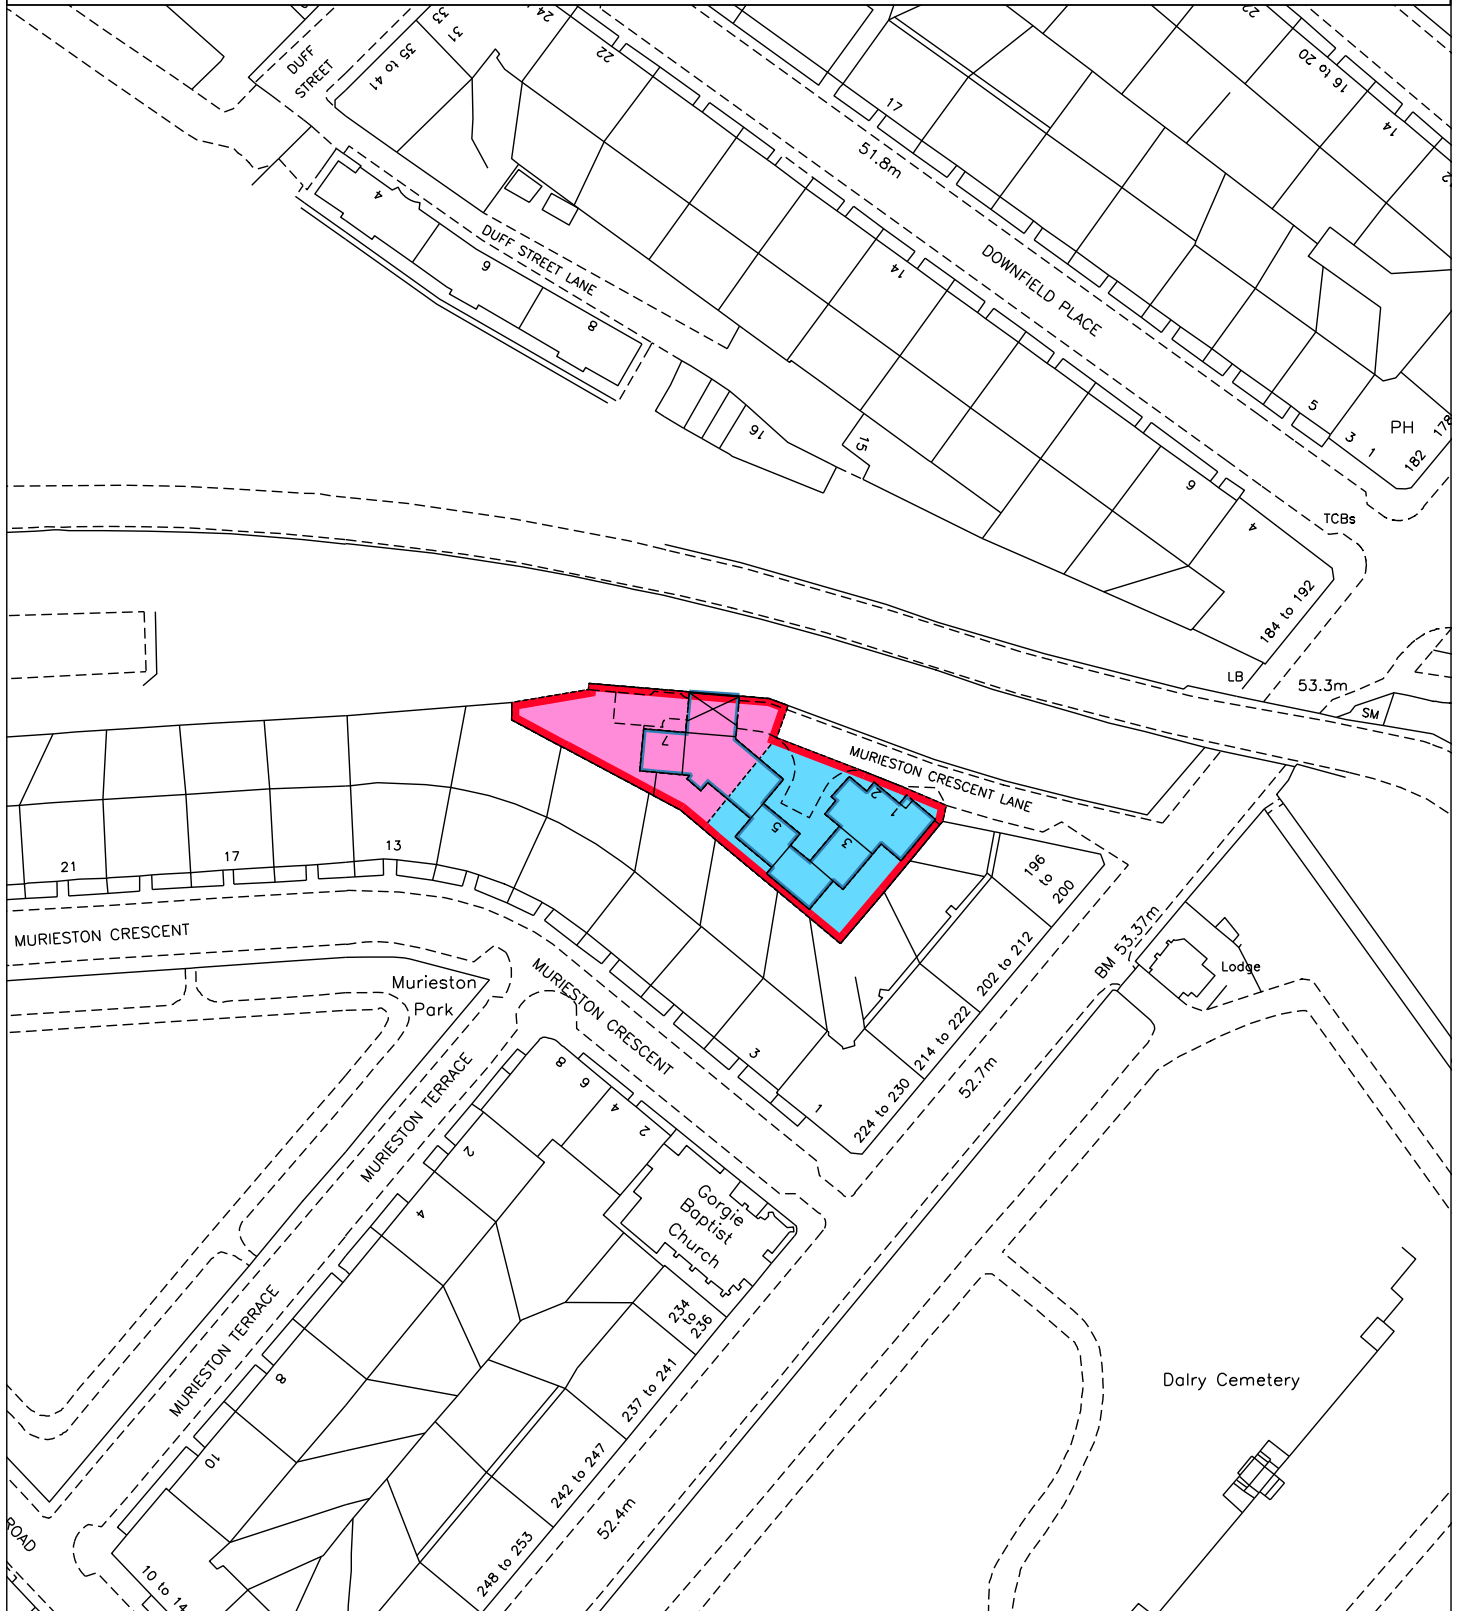 33
31
35 to 41
DUFF
STREET
24
22
22
16 to 20
14
17
51.8m
4
6
8
DUFF STREET LANE
14
DOWNFIELD PLACE
5
3
1
PH
178
182
16
15
6
4
TCBs
184 to 192
LB
53.3m
SM
7
MURIESTON CRESCENT LANE
2
1
5
3
21
17
13
196
to
200
MURIESTON CRESCENT
Murieston
Park
MURIESTON CRESCENT
202 to 212
BM 53.37m
Lodge
214 to 222
52.7m
3
1
224 to 230
MURIESTON TERRACE
8
6
4
2
2
4
Gorgie
Baptist
Church
234
to
236
MURIESTON TERRACE
8
237 to 241
Dalry Cemetery
10
242 to 247
52.4m
248 to 253
ROAD
10 to 14